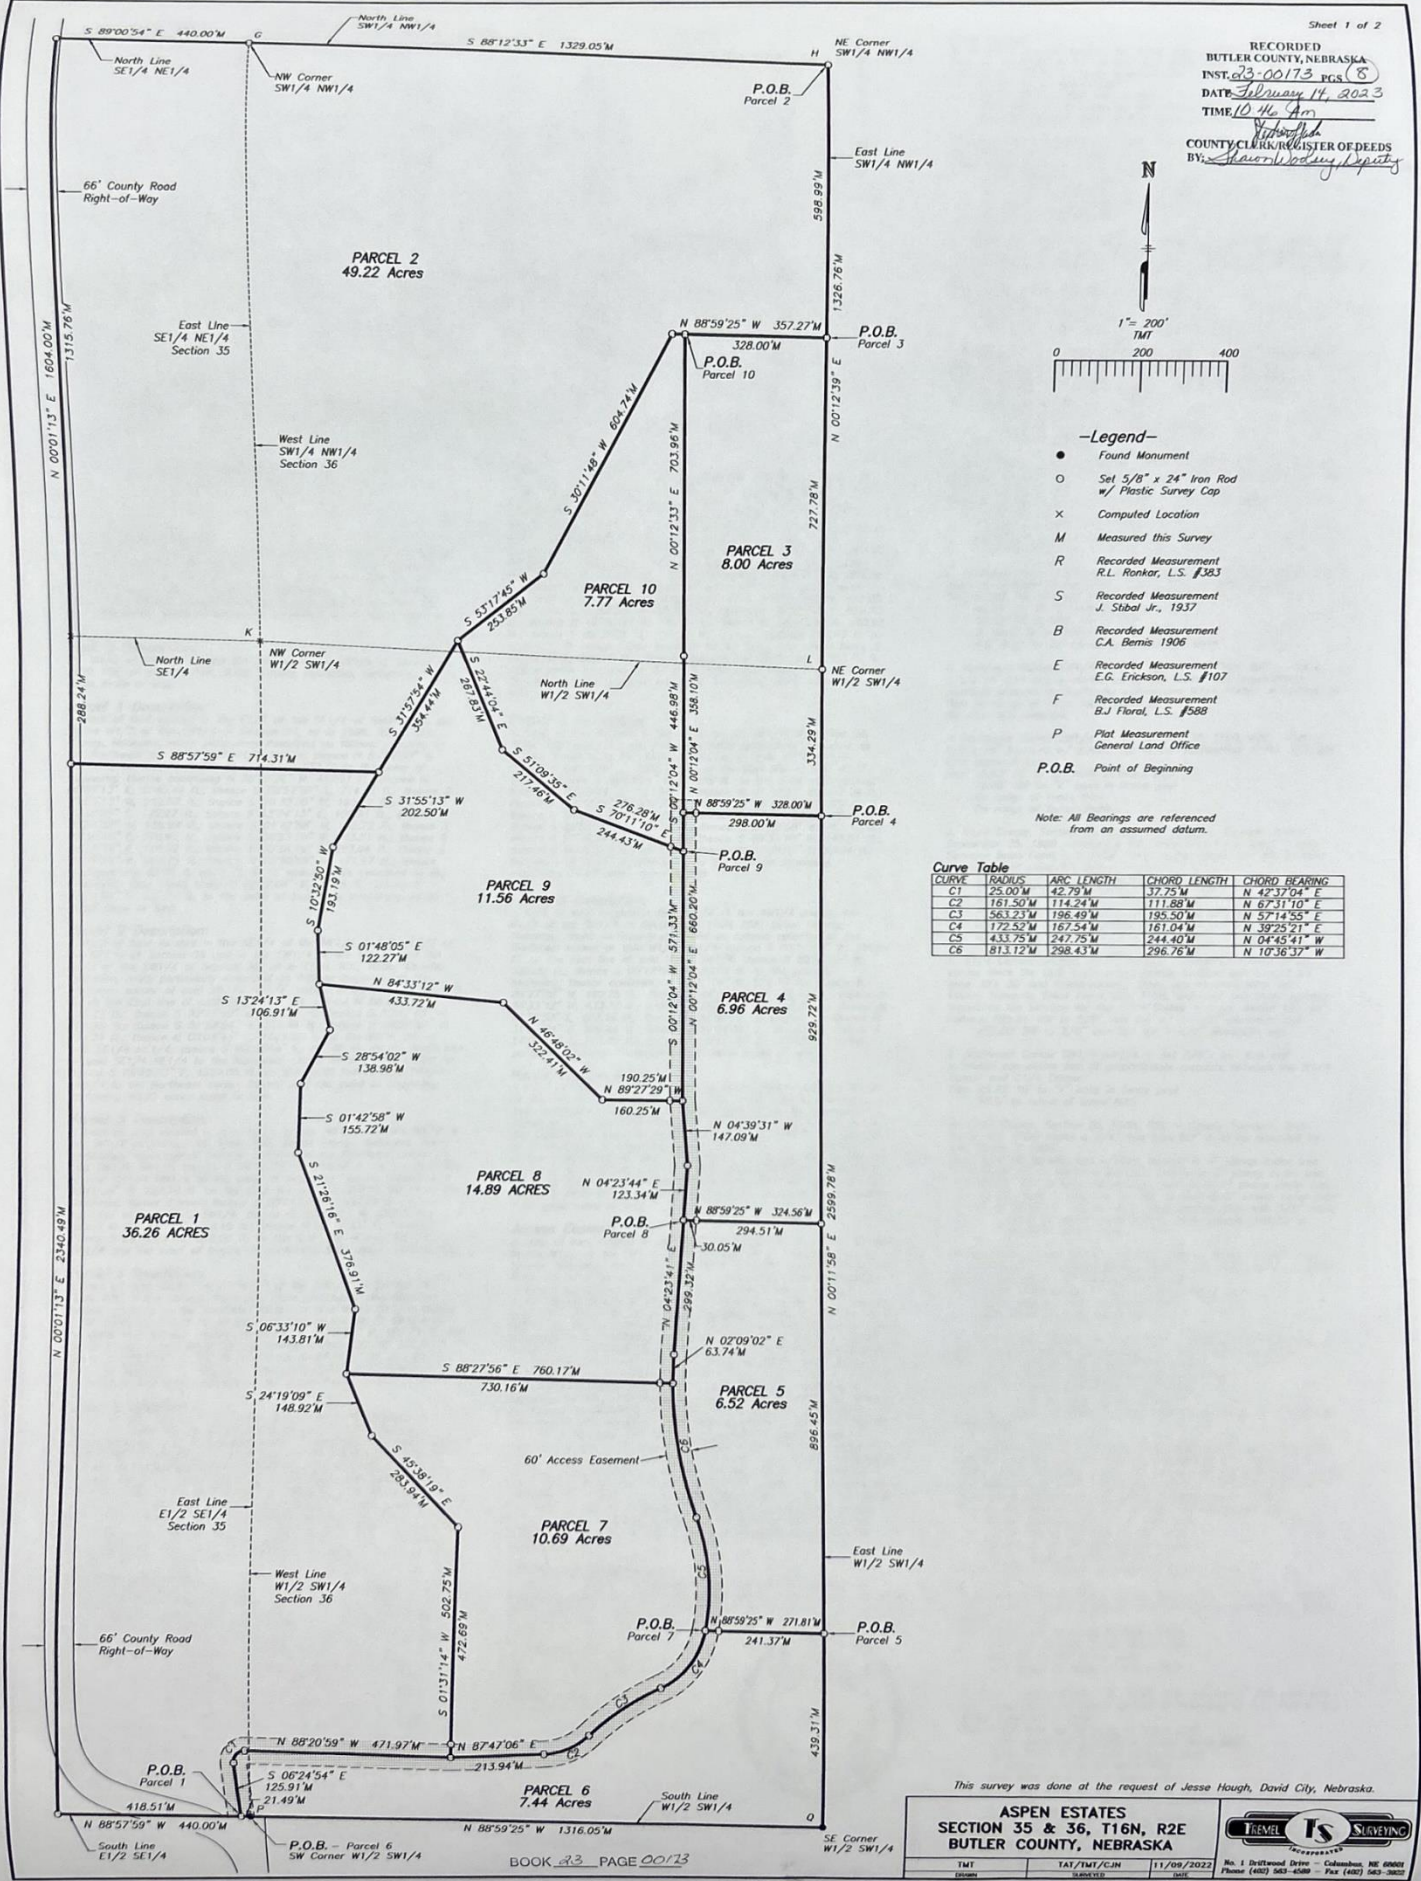 Sheet 1 of 2
RECORDED
BUTLER COUNTY, NEBRASKA
INST. 23-00173 PGS 8
DATE February 14, 2023
TIME 10:46 Am
COUNTY CLERK/REGISTER OF DEEDS
BY: Deputy
S 89°00'54" E 440.00'M
G
North Line
SW1/4 NW1/4
S 88°12'33" E 1329.05'M
H
NE Corner
SW1/4 NW1/4
North Line
SE1/4 NE1/4
NW Corner
SW1/4 NW1/4
P.O.B.
Parcel 2
East Line
SW1/4 NW1/4
66' County Road
Right-of-Way
598.99'M
PARCEL 2
49.22 Acres
1326.76'M
N
1"= 200'
TMT
0 200 400
N 00°01'13" E 1604.00'M
1315.76'M
East Line
SE1/4 NE1/4
Section 35
N 88°59'25" W 357.27'M
328.00'M
P.O.B.
Parcel 3
P.O.B.
Parcel 10
N 00°12'39" E
West Line
SW1/4 NW1/4
Section 36
S 30°11'48" W 604.74'M
N 00°12'33" E 703.96'M
727.78'M
PARCEL 3
8.00 Acres
PARCEL 10
7.77 Acres
S 53°17'45" W
253.85'M
-Legend-
Found Monument
Set 5/8" x 24" Iron Rod
w/ Plastic Survey Cap
x Computed Location
M Measured this Survey
R Recorded Measurement
R.L. Ronkar, L.S. #383
S Recorded Measurement
J. Stibal Jr., 1937
B Recorded Measurement
C.A. Bemis 1906
E Recorded Measurement
E.G. Erickson, L.S. #107
F Recorded Measurement
B.J Floral, L.S. #588
P Plat Measurement
General Land Office
P.O.B. Point of Beginning
Note: All Bearings are referenced
from an assumed datum.
K
NW Corner
W1/2 SW1/4
North Line
SE1/4
North Line
W1/2 SW1/4
L
NE Corner
W1/2 SW1/4
288.24'M
S 31°57'54" W
354.44'M
S 22°44'04" E
267.83'M
S 00°12'04" W 446.98'M
N 00°12'04" E 358.10'M
334.29'M
S 88°57'59" E 714.31'M
S 51°09'35" E
217.46'M
276.28'M
S 70°11'10" E
244.43'M
N 88°59'25" W 328.00'M
298.00'M
P.O.B.
Parcel 4
S 31°55'13" W
202.50'M
P.O.B.
Parcel 9
Curve Table
CURVE RADIUS ARC LENGTH CHORD LENGTH CHORD BEARING
C1 25.00'M 42.79'M 37.75'M N 42°37'04" E
C2 161.50'M 114.24'M 111.88'M N 67°31'10" E
C3 563.23'M 196.49'M 195.50'M N 57°14'55" E
C4 172.52'M 167.54'M 161.04'M N 39°25'21" E
C5 433.75'M 247.75'M 244.40'M N 04°45'41" W
C6 813.12'M 298.43'M 296.76'M N 10°36'37" W
PARCEL 9
11.56 Acres
S 10°32'50" W
193.19'M
S 01°48'05" E
122.27'M
S 00°12'04" W 571.33'M
N 00°12'04" E 660.20'M
N 84°33'12" W
433.72'M
S 13°24'13" E
106.91'M
PARCEL 4
6.96 Acres
929.72'M
N 46°48'02" W
322.41'M
S 28°54'02" W
138.98'M
190.25'M
N 89°27'29" W
160.25'M
S 01°42'58" W
155.72'M
N 04°39'31" W
147.09'M
PARCEL 8
14.89 ACRES
N 04°23'44" E
123.34'M
N 00°11'58" E 2599.78'M
S 21°26'16" E 376.91'M
PARCEL 1
36.26 ACRES
P.O.B.
Parcel 8
N 88°59'25" W 324.56'M
294.51'M
30.05'M
N 00°01'13" E 2340.49'M
N 04°23'41" E
299.32'M
S 06°33'10" W
143.81'M
N 02°09'02" E
63.74'M
S 88°27'56" E 760.17'M
730.16'M
S 24°19'09" E
148.92'M
PARCEL 5
6.52 Acres
896.45'M
C6
60' Access Easement
S 45°38'19" E
283.94'M
East Line
E1/2 SE1/4
Section 35
PARCEL 7
10.69 Acres
East Line
W1/2 SW1/4
West Line
W1/2 SW1/4
Section 36
C5
S 01°31'14" W 502.75'M
472.69'M
66' County Road
Right-of-Way
P.O.B.
Parcel 7
N 88°59'25" W 271.81'M
241.37'M
P.O.B.
Parcel 5
C4
C3
439.31'M
C1
N 88°20'59" W 471.97'M
N 87°47'06" E
213.94'M
C2
P.O.B.
Parcel 1
S 06°24'54" E
125.91'M
21.49'M
418.51'M
N 88°57'59" W 440.00'M
P
PARCEL 6
7.44 Acres
South Line
W1/2 SW1/4
N 88°59'25" W 1316.05'M
Q
South Line
E1/2 SE1/4
P.O.B. - Parcel 6
SW Corner W1/2 SW1/4
SE Corner
W1/2 SW1/4
BOOK 23 PAGE 00173
This survey was done at the request of Jesse Hough, David City, Nebraska.
ASPEN ESTATES
SECTION 35 & 36, T16N, R2E
BUTLER COUNTY, NEBRASKA
TMT TAT/TMT/CJN 11/09/2022
DRAWN SURVEYED DATE
TREMEL TS SURVEYING
INCORPORATED
No. 1 Driftwood Drive - Columbus, NE 68601
Phone (402) 563-4589 - Fax (402) 563-3822